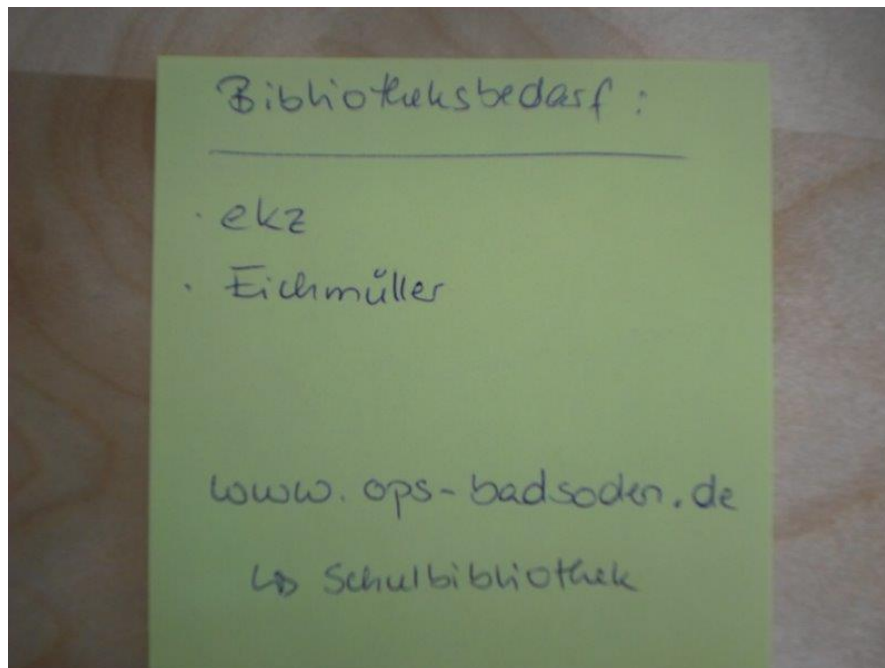 Bibliotheksbedarf:
· ekz
· Eichmüller
www.ops-badsoden.de
↳ Schulbibliothek